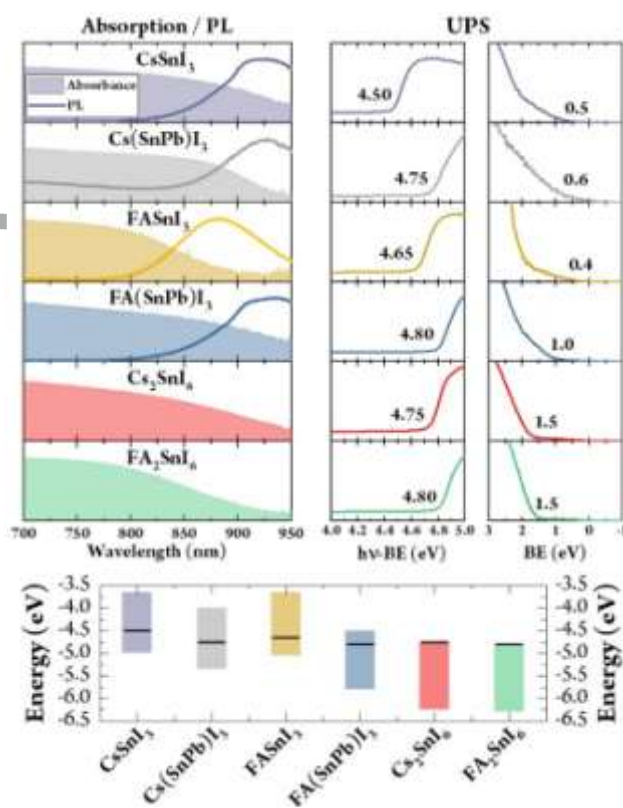 Absorption / PL
UPS
CsSnI₃
Absorbance
PL
4.50
0.5
Cs(SnPb)I₃
4.75
0.6
FASnI₃
4.65
0.4
FA(SnPb)I₃
4.80
1.0
Cs₂SnI₆
4.75
1.5
FA₂SnI₆
4.80
1.5
700 750 800 850 900 950
4.0 4.2 4.4 4.6 4.8 5.0
3 2 1 0 -1
Wavelength (nm)
hν-BE (eV)
BE (eV)
-3.5 -3.5
-4.0 -4.0
-4.5 -4.5
-5.0 -5.0
-5.5 -5.5
-6.0 -6.0
-6.5 -6.5
Energy (eV)
Energy (eV)
CsSnI₃
Cs(SnPb)I₃
FASnI₃
FA(SnPb)I₃
Cs₂SnI₆
FA₂SnI₆